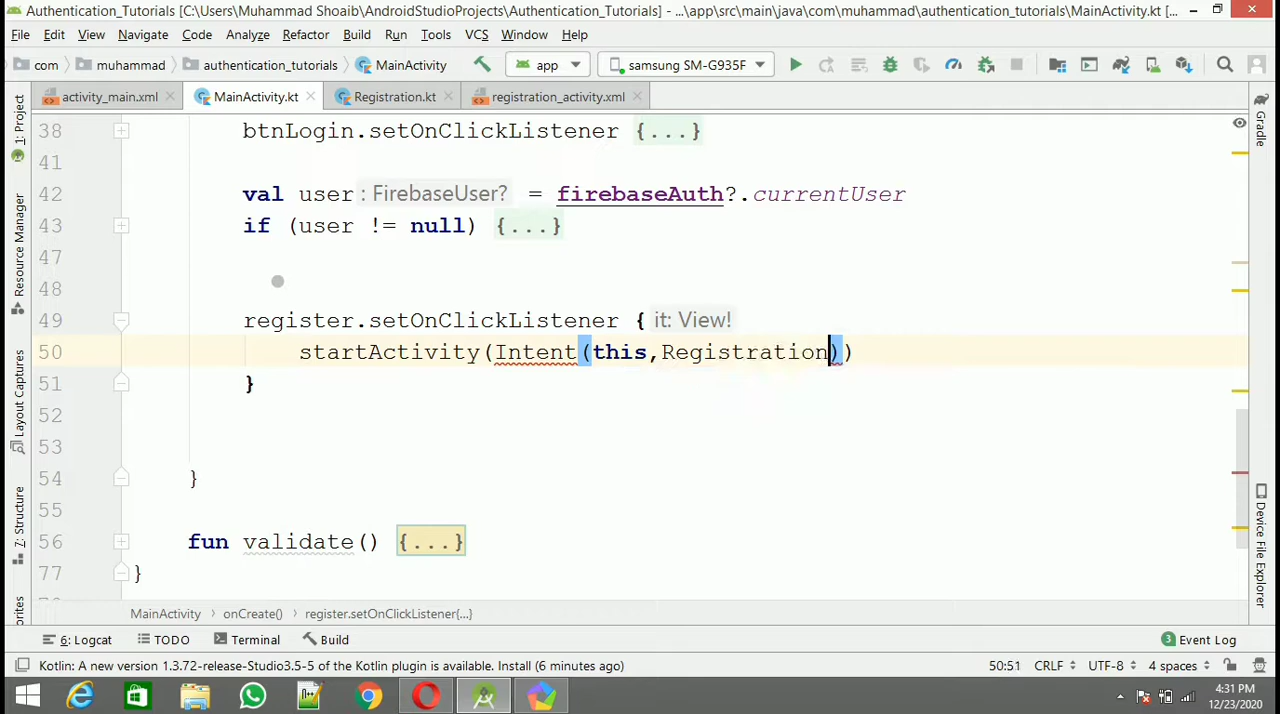 Authentication_Tutorials [C:\Users\Muhammad Shoaib\AndroidStudioProjects\Authentication_Tutorials] - ...\app\src\main\java\com\muhammad\authentication_tutorials\MainActivity.kt [...
File Edit View Navigate Code Analyze Refactor Build Run Tools VCS Window Help
com muhammad authentication_tutorials MainActivity app samsung SM-G935F
activity_main.xml MainActivity.kt Registration.kt registration_activity.xml
1: Project
Resource Manager
Layout Captures
7: Structure
38 btnLogin.setOnClickListener {...}
41
42 val user : FirebaseUser? = firebaseAuth?.currentUser
43 if (user != null) {...}
47
48
49 register.setOnClickListener { it: View!
50 startActivity(Intent(this,Registration))
51 }
52
53
54 }
55
56 fun validate() {...}
77 }
Gradle
Device File Explorer
MainActivity onCreate() register.setOnClickListener{...}
6: Logcat TODO Terminal Build 3 Event Log
Kotlin: A new version 1.3.72-release-Studio3.5-5 of the Kotlin plugin is available. Install (6 minutes ago) 50:51 CRLF UTF-8 4 spaces
4:31 PM
12/23/2020